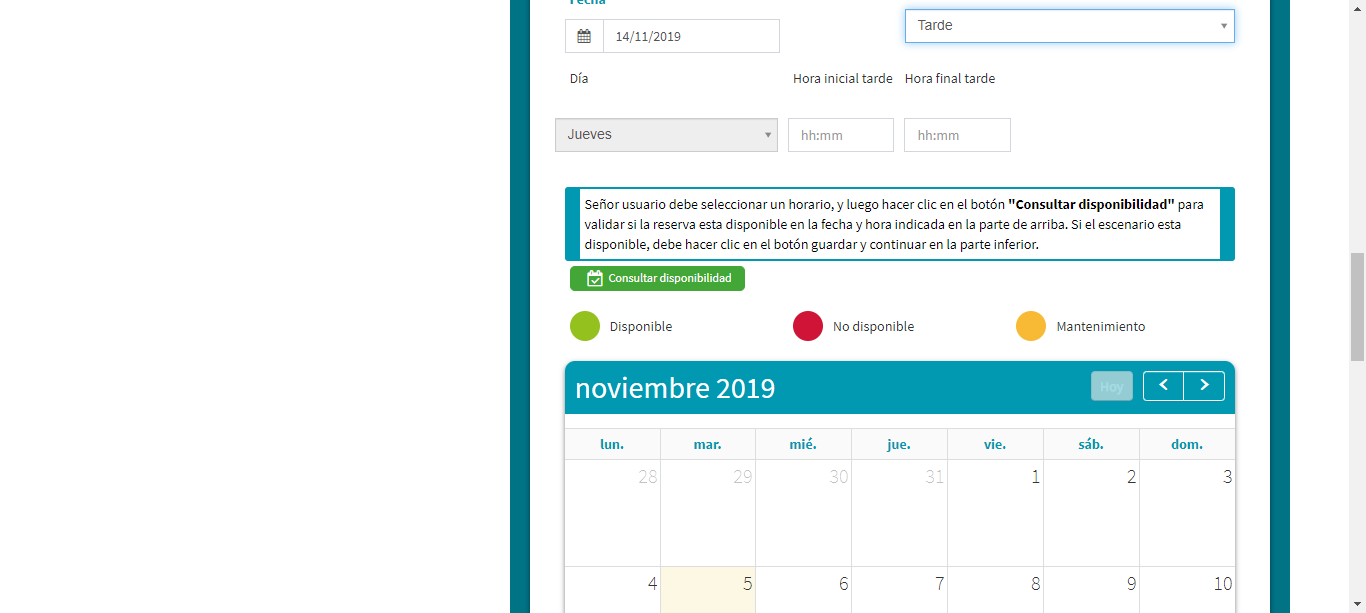 Fecha
14/11/2019
Tarde
Día
Hora inicial tarde
Hora final tarde
Jueves
hh:mm
hh:mm
Señor usuario debe seleccionar un horario, y luego hacer clic en el botón "Consultar disponibilidad" para
validar si la reserva esta disponible en la fecha y hora indicada en la parte de arriba. Si el escenario esta
disponible, debe hacer clic en el botón guardar y continuar en la parte inferior.
Consultar disponibilidad
Disponible
No disponible
Mantenimiento
noviembre 2019
Hoy
lun. mar. mié. jue. vie. sáb. dom.
28 29 30 31 1 2 3
4 5 6 7 8 9 10